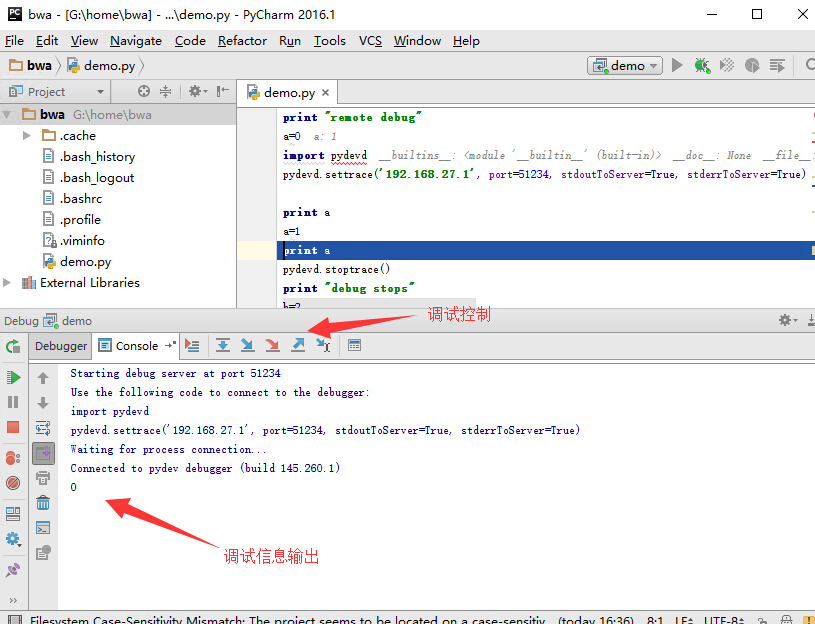 PC bwa - [G:\home\bwa] - ...\demo.py - PyCharm 2016.1
File Edit View Navigate Code Refactor Run Tools VCS Window Help
bwa demo.py demo
Project demo.py
bwa G:\home\bwa
.cache
.bash_history
.bash_logout
.bashrc
.profile
.viminfo
demo.py
External Libraries
print "remote debug"
a=0 a: 1
import pydevd __builtins__: <module '__builtin__' (built-in)> __doc__: None __file__:
pydevd.settrace('192.168.27.1', port=51234, stdoutToServer=True, stderrToServer=True)
print a
a=1
print a
pydevd.stoptrace()
print "debug stops"
b=2
调试控制
Debug demo
Debugger Console
Starting debug server at port 51234
Use the following code to connect to the debugger:
import pydevd
pydevd.settrace('192.168.27.1', port=51234, stdoutToServer=True, stderrToServer=True)
Waiting for process connection...
Connected to pydev debugger (build 145.260.1)
0
调试信息输出
Filesystem Case-Sensitivity Mismatch: The project seems to be located on a case-sensitiv... (today 16:36) 8:1 LF UTF-8